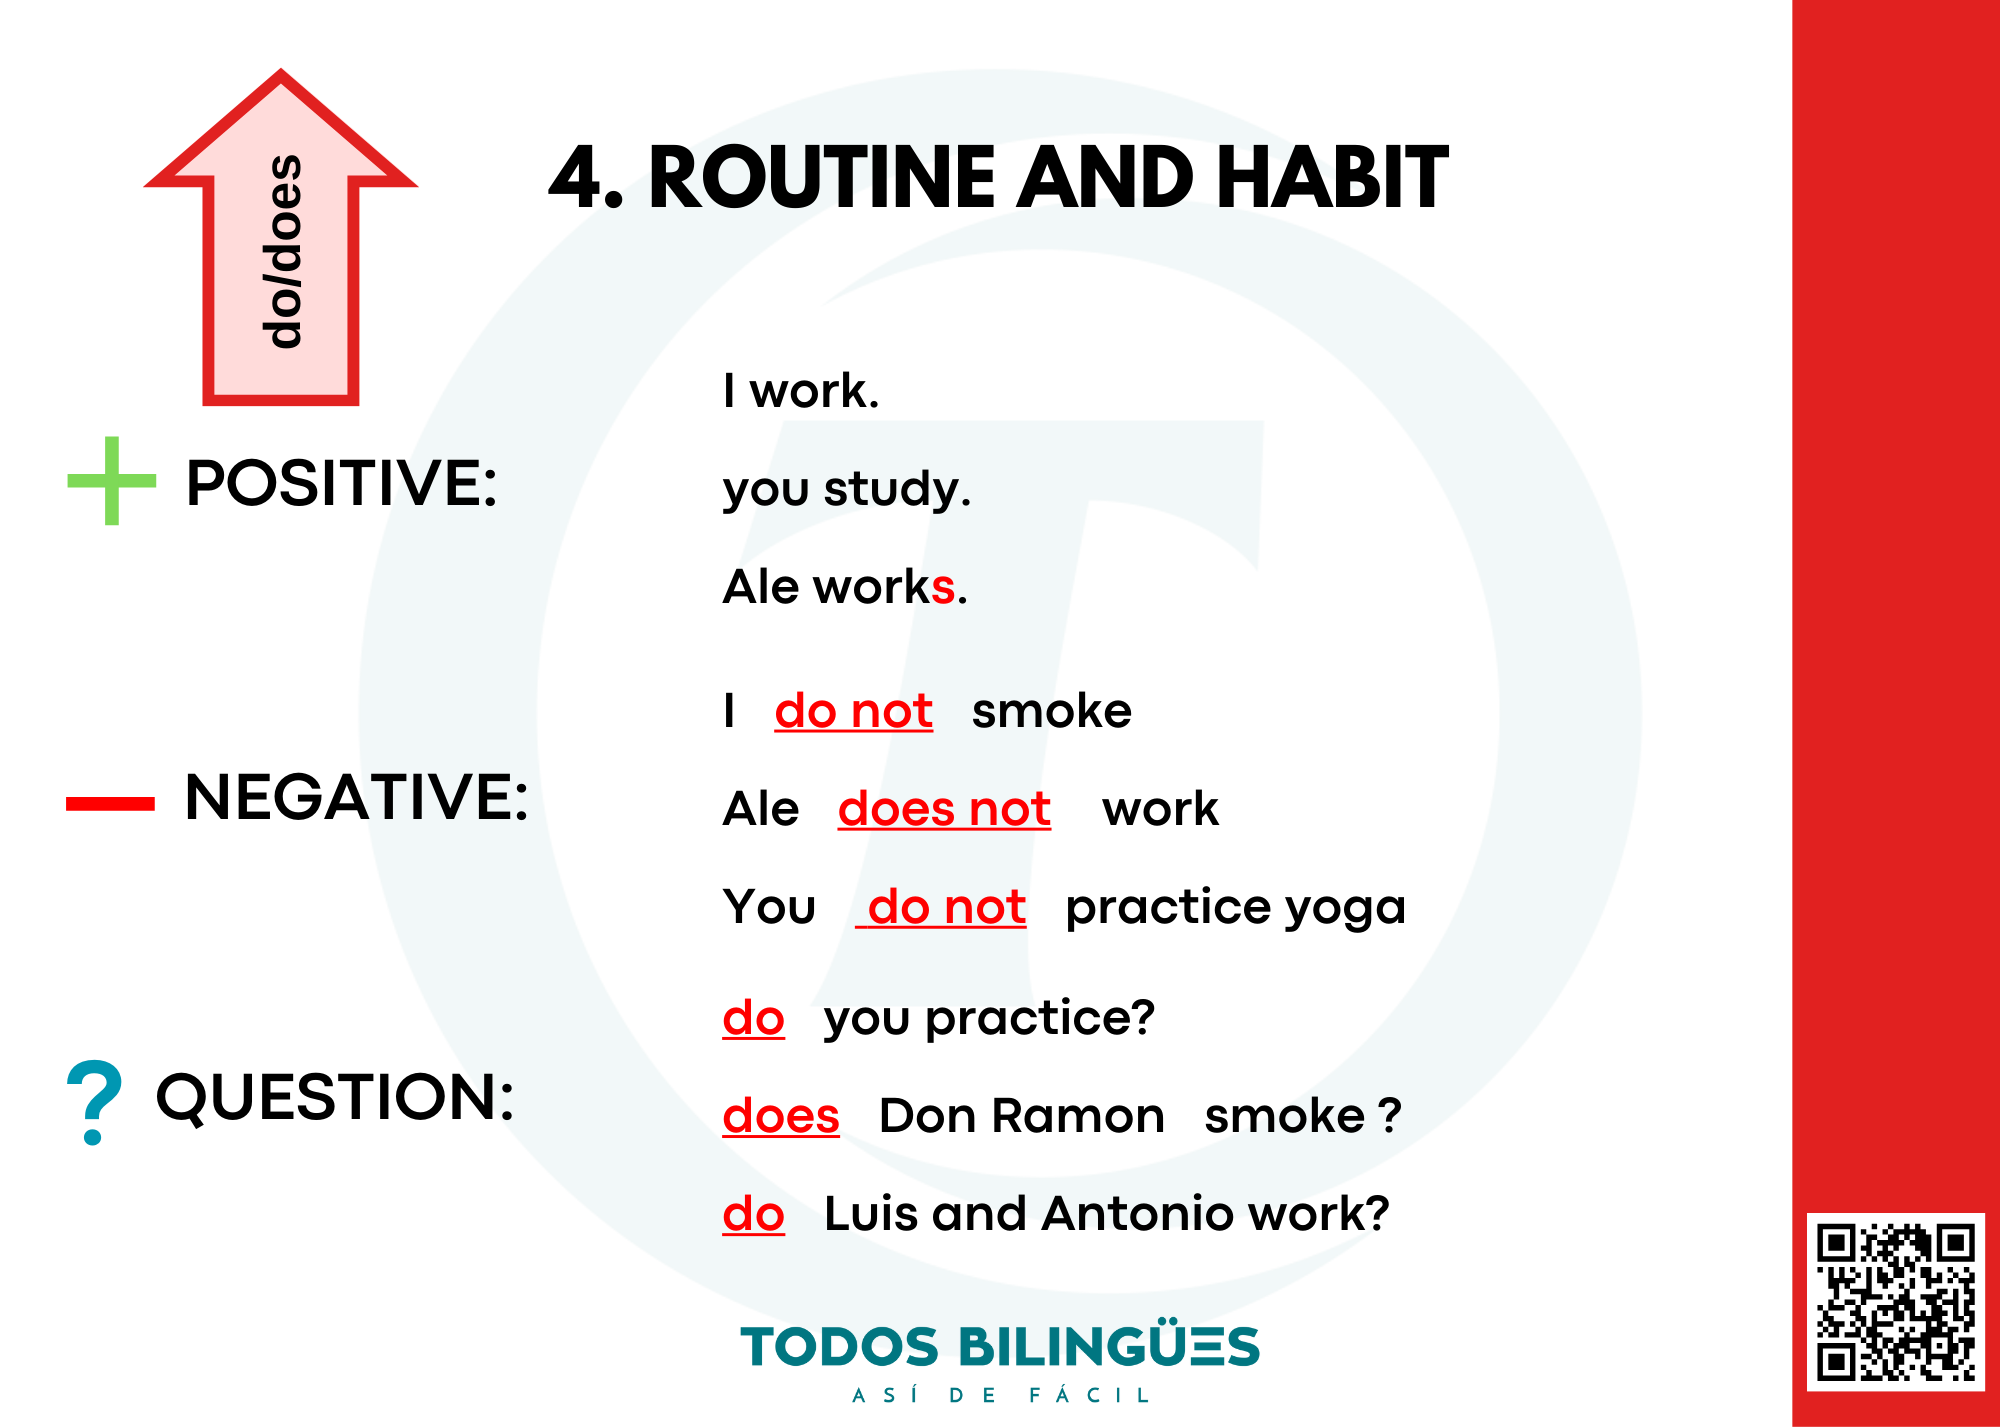 do/does
4. ROUTINE AND HABIT
POSITIVE:
I work.
you study.
Ale works.
NEGATIVE:
I do not smoke
Ale does not work
You do not practice yoga
QUESTION:
do you practice?
does Don Ramon smoke ?
do Luis and Antonio work?
TODOS BILINGÜES
ASÍ DE FÁCIL